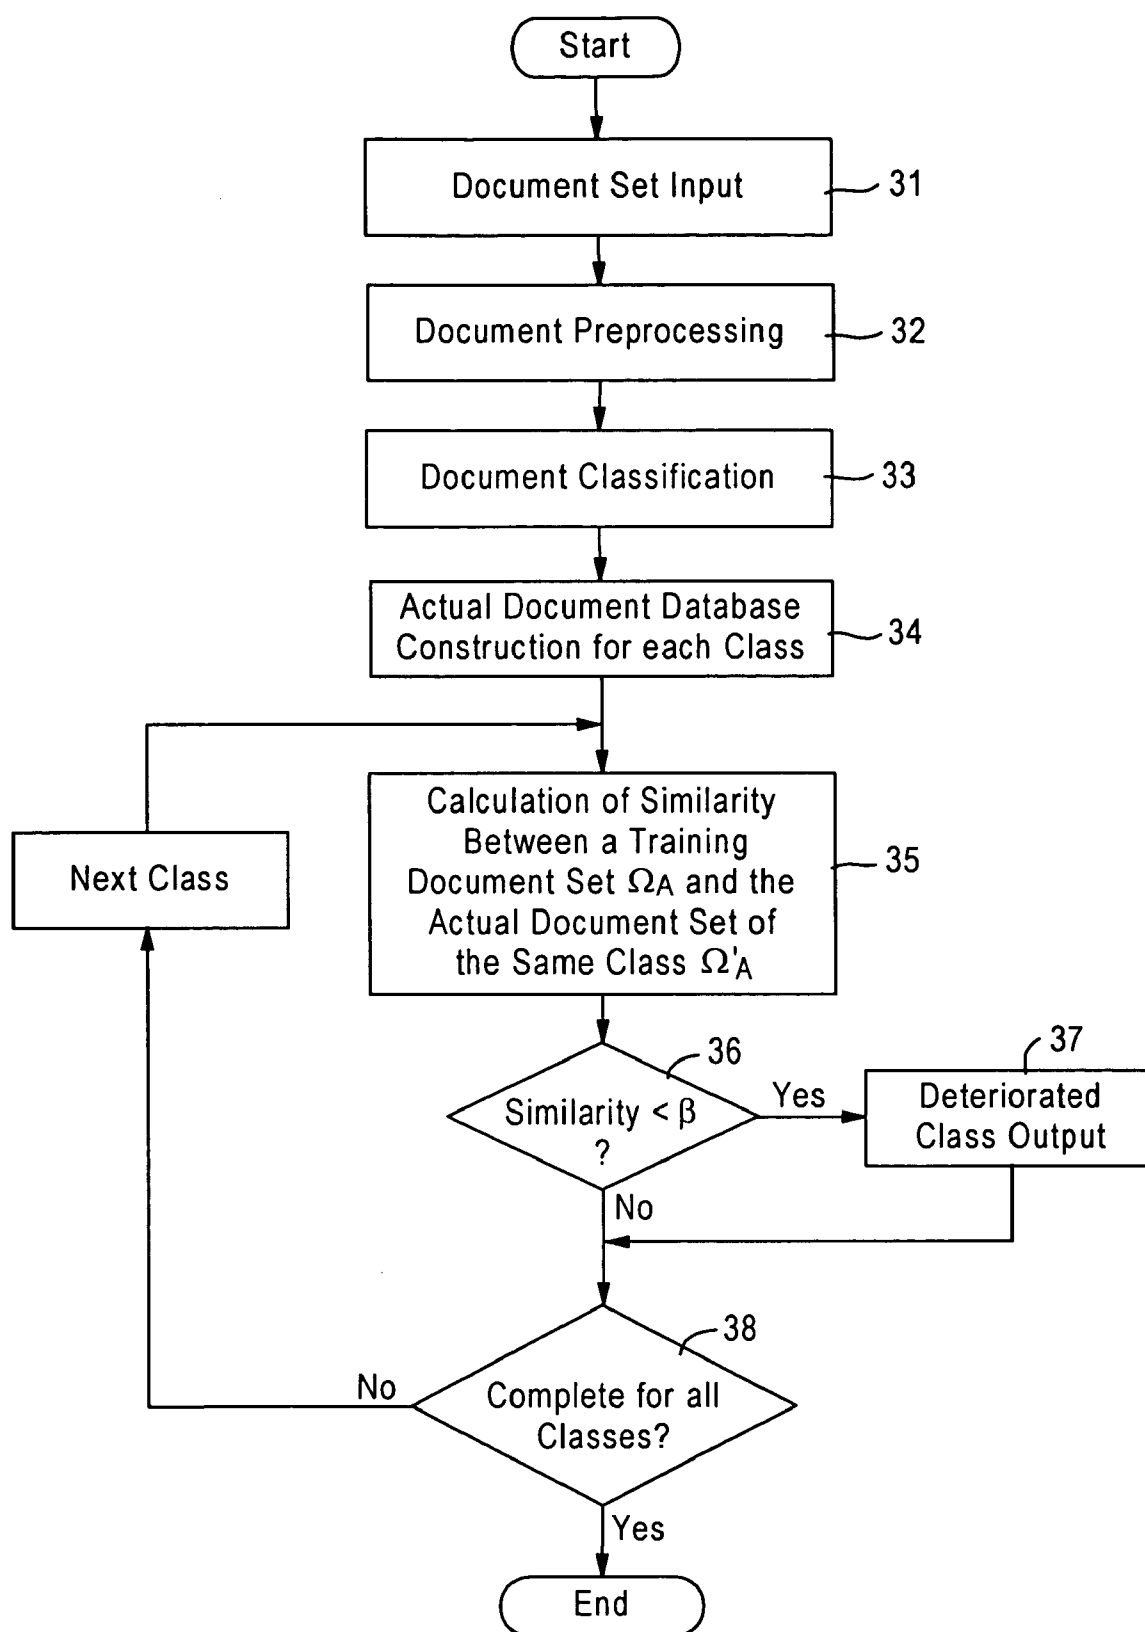 Start
Document Set Input
31
Document Preprocessing
32
Document Classification
33
Actual Document Database
Construction for each Class
34
Next Class
Calculation of Similarity
Between a Training
Document Set ΩA and the
Actual Document Set of
the Same Class Ω'A
35
36
Similarity < β
?
Yes
37
Deteriorated
Class Output
No
38
Complete for all
Classes?
No
Yes
End